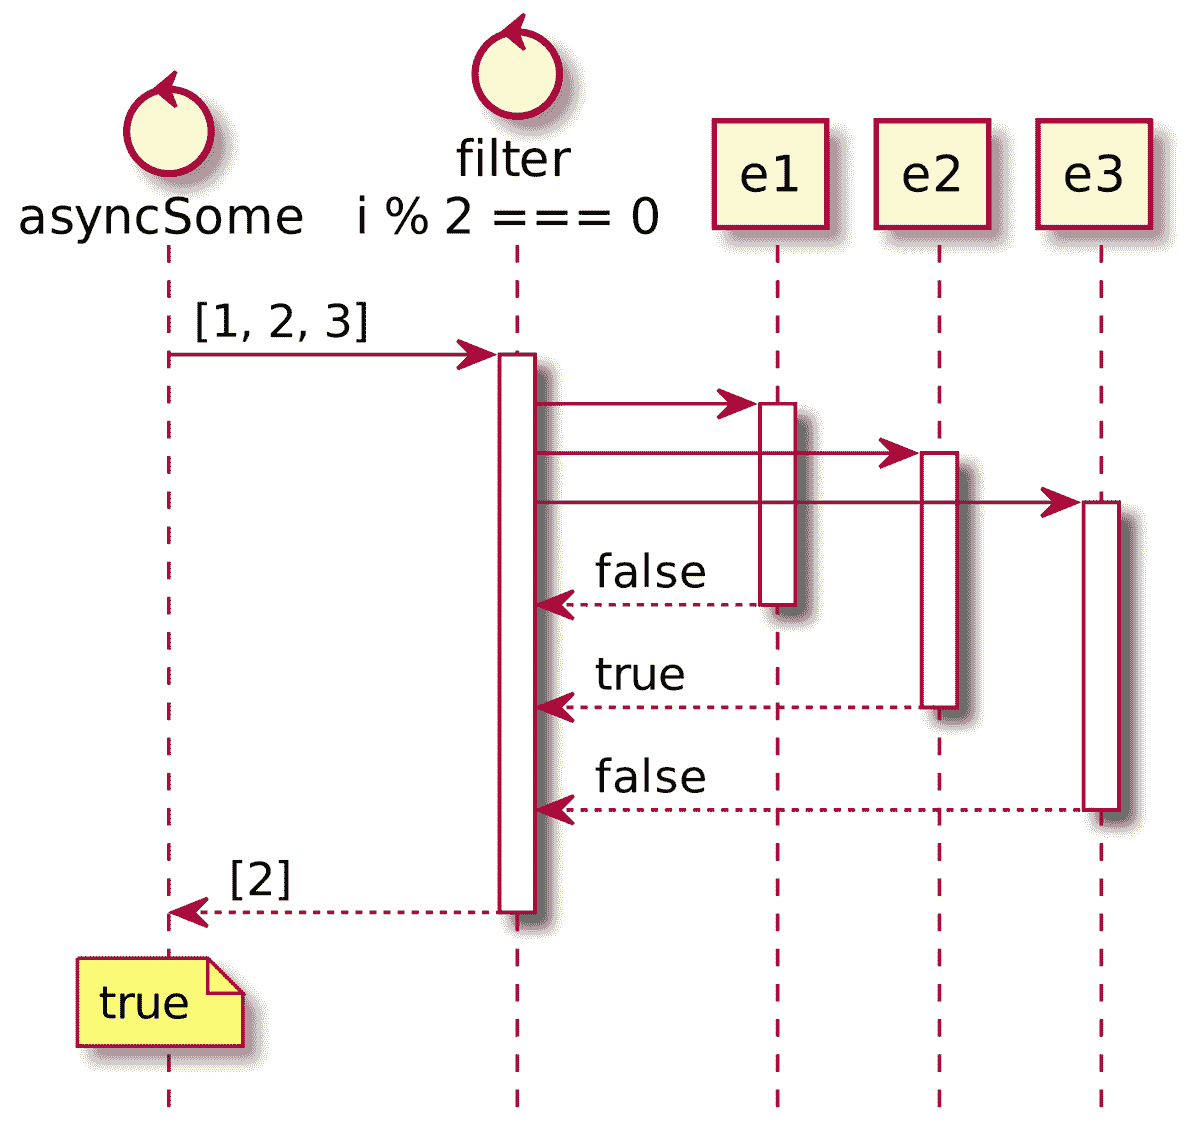 asyncSome
filter
i % 2 === 0
e1
e2
e3
[1, 2, 3]
false
true
false
[2]
true